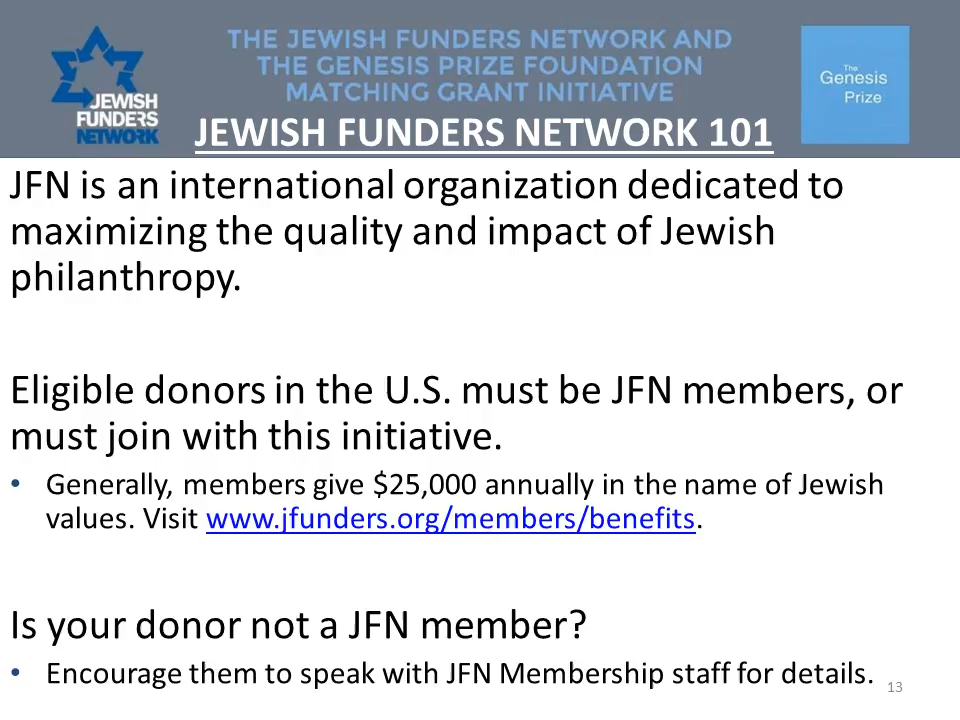 THE JEWISH FUNDERS NETWORK AND
THE GENESIS PRIZE FOUNDATION
MATCHING GRANT INITIATIVE
JEWISH
FUNDERS
NETWORK
The
Genesis
Prize
JEWISH FUNDERS NETWORK 101
JFN is an international organization dedicated to
maximizing the quality and impact of Jewish
philanthropy.
Eligible donors in the U.S. must be JFN members, or
must join with this initiative.
• Generally, members give $25,000 annually in the name of Jewish
values. Visit www.jfunders.org/members/benefits.
Is your donor not a JFN member?
• Encourage them to speak with JFN Membership staff for details.
13